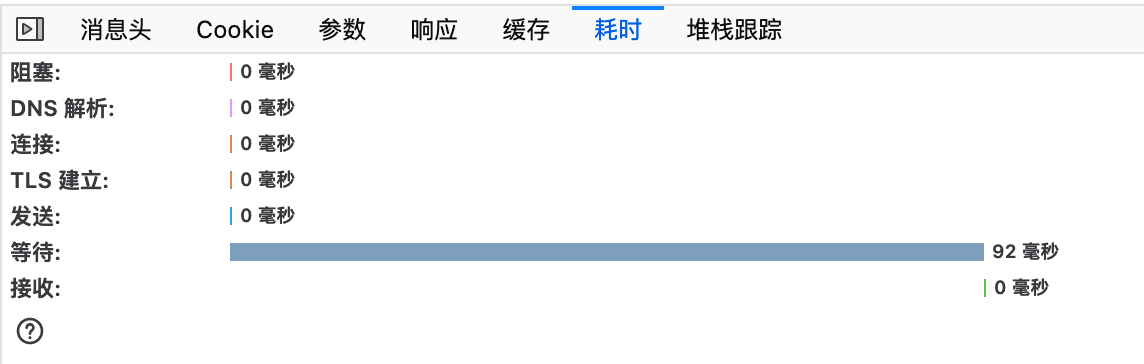 消息头 Cookie 参数 响应 缓存 耗时 堆栈跟踪
阻塞: 0 毫秒
DNS 解析: 0 毫秒
连接: 0 毫秒
TLS 建立: 0 毫秒
发送: 0 毫秒
等待: 92 毫秒
接收: 0 毫秒
?